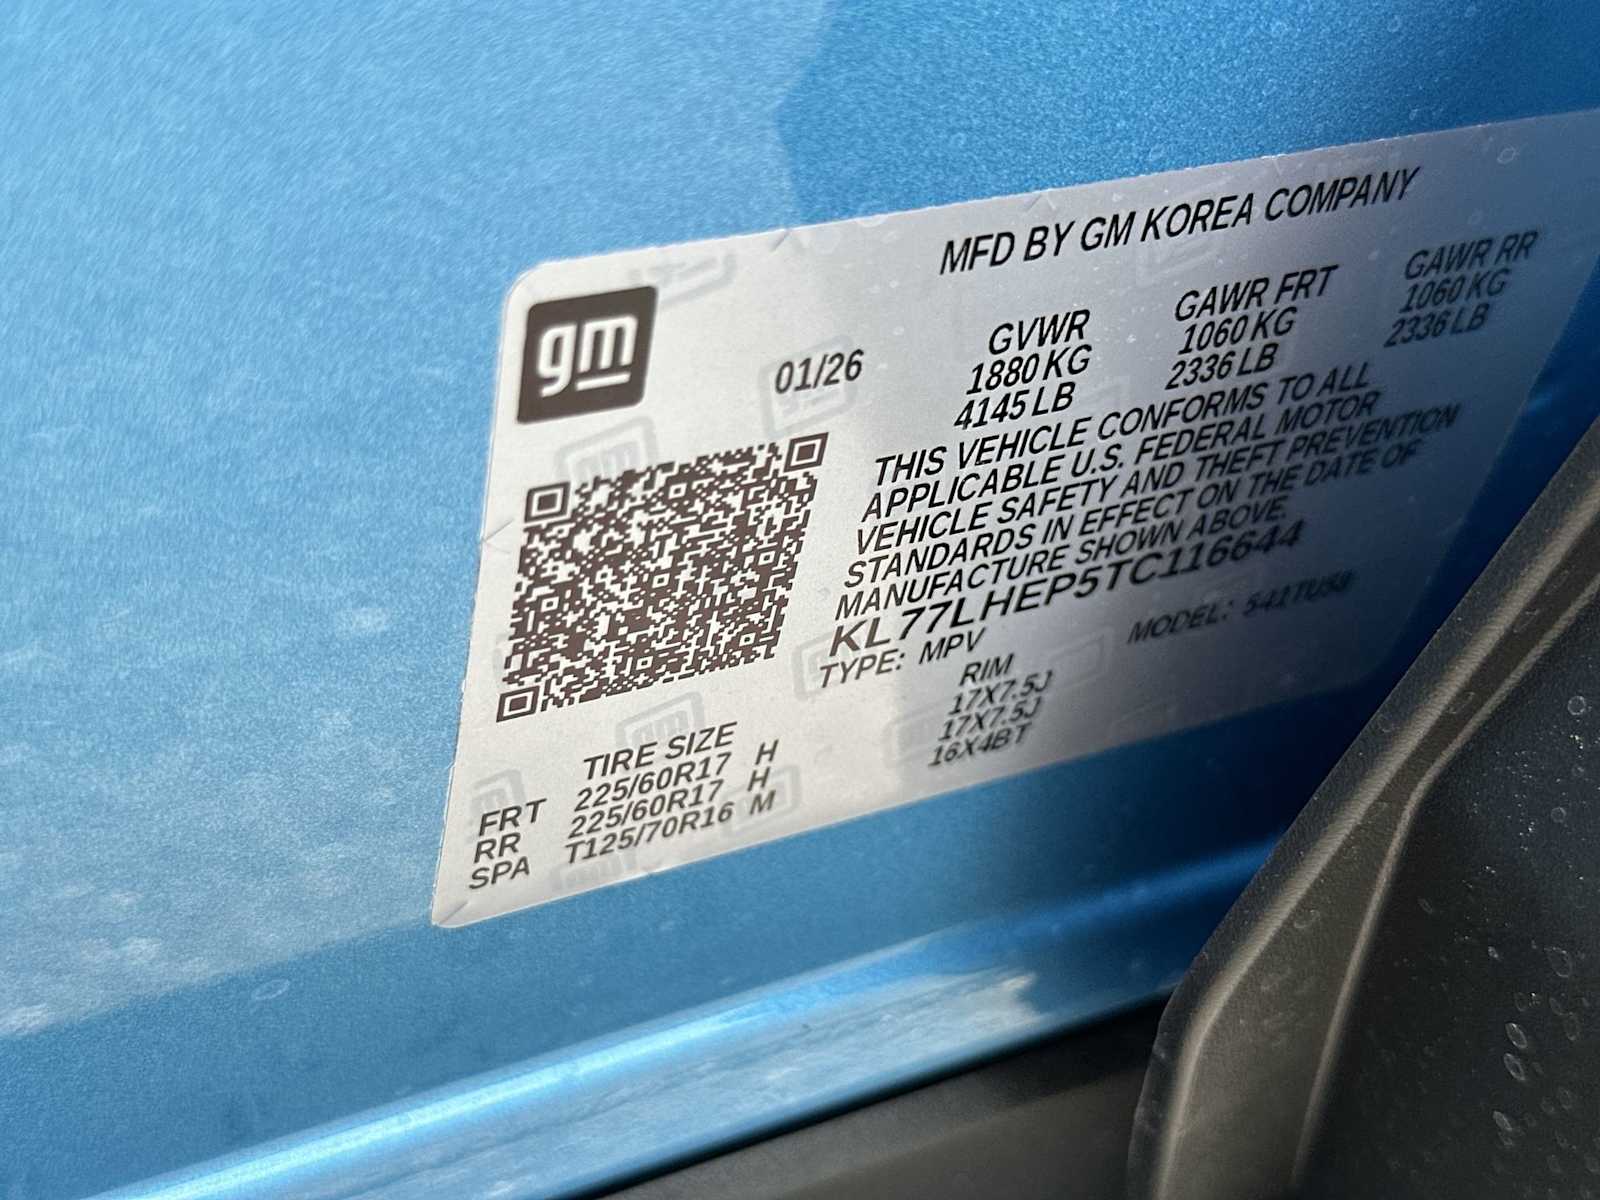 gm
MFD BY GM KOREA COMPANY
01/26
GVWR GAWR FRT GAWR RR
1880 KG 1060 KG 1060 KG
4145 LB 2336 LB 2336 LB
THIS VEHICLE CONFORMS TO ALL
APPLICABLE U.S. FEDERAL MOTOR
VEHICLE SAFETY AND THEFT PREVENTION
STANDARDS IN EFFECT ON THE DATE OF
MANUFACTURE SHOWN ABOVE.
KL77LHEP5TC116644
TYPE: MPV MODEL:
TIRE SIZE RIM
FRT 225/60R17 H 17X7.5J
RR 225/60R17 H 17X7.5J
SPA T125/70R16 M 16X4BT